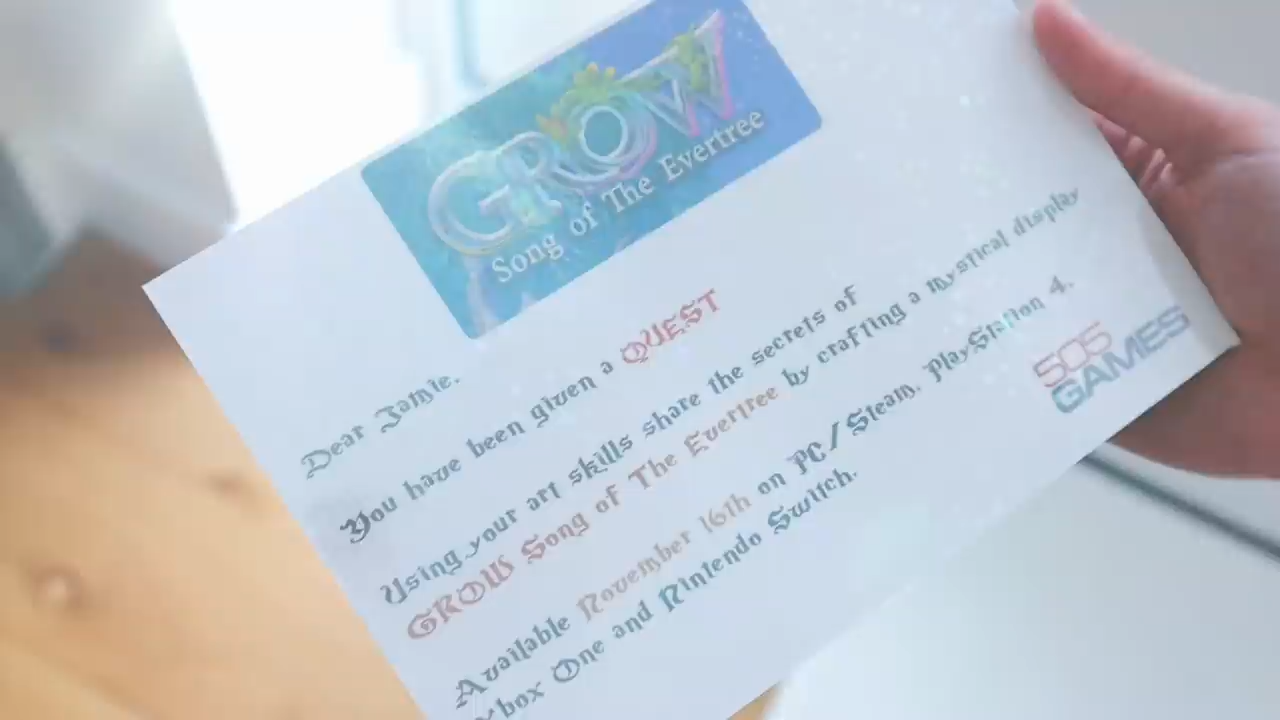 GROW
Song of The Evertree
Dear Jamie,
You have been given a QUEST
Using your art skills share the secrets of
GROW Song of The Evertree by crafting a mystical display
Available November 16th on PC/Steam, PlayStation 4,
Xbox One and Nintendo Switch.
505
GAMES